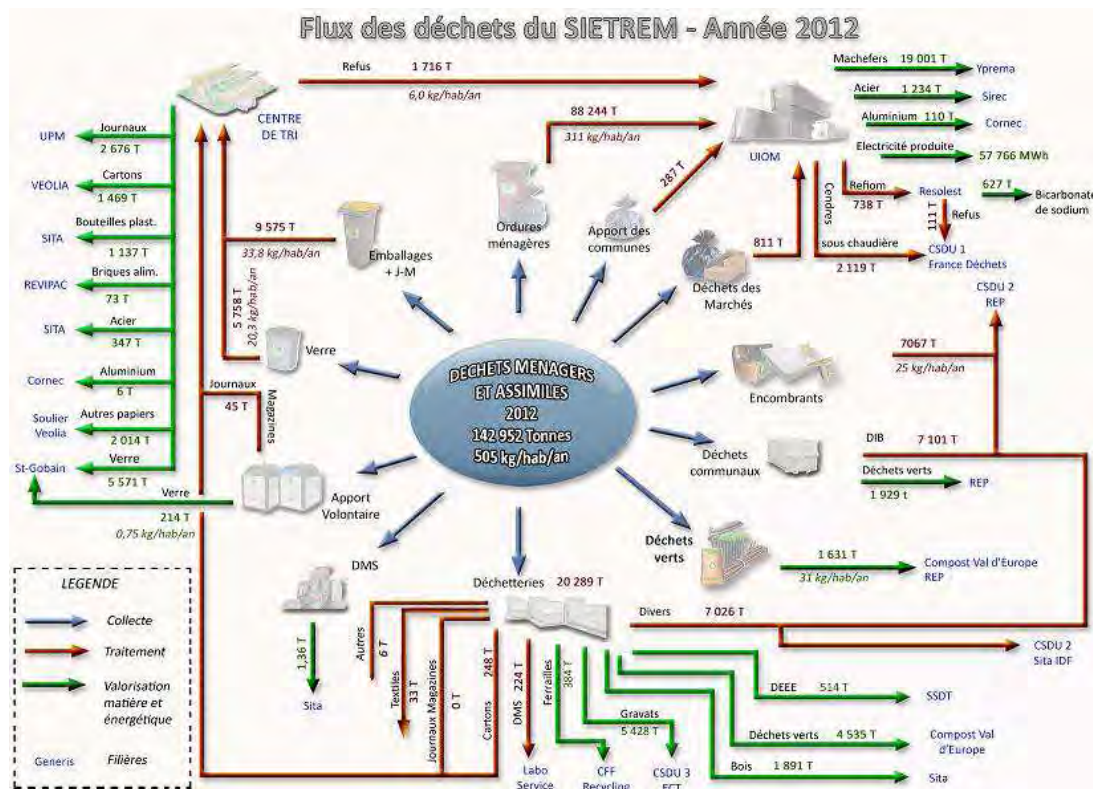 Flux des déchets du SIETREM - Année 2012
Refus 1 716 T
6,0 kg/hab/an
CENTRE
DE TRI
Journaux
UPM
2 676 T
Cartons
VEOLIA
1 469 T
Bouteilles plast.
SITA
1 137 T
Briques alim.
REVIPAC
73 T
Acier
SITA
347 T
Aluminium
Cornec
6 T
Soulier
Veolia
Autres papiers
2 014 T
St-Gobain
Verre
5 571 T
Verre
214 T
0,75 kg/hab/an
9 575 T
33,8 kg/hab/an
5 758 T
20,3 kg/hab/an
Emballages
+ J-M
Verre
Journaux
45 T
Magazines
Apport
Volontaire
88 244 T
311 kg/hab/an
Ordures
ménagères
287 T
Apport des
communes
811 T
Déchets des
Marchés
UIOM
Machefers 19 001 T
Yprema
Acier 1 234 T
Sirec
Aluminium 110 T
Cornec
Electricité produite
57 766 MWh
Refiom
738 T
Resolest
627 T
Bicarbonate
de sodium
111 T
Refus
Cendres
sous chaudière
2 119 T
CSDU 1
France Déchets
CSDU 2
REP
7067 T
25 kg/hab/an
Encombrants
DECHETS MENAGERS
ET ASSIMILES
2012
142 952 Tonnes
505 kg/hab/an
Déchets
communaux
DIB 7 101 T
Déchets verts
1 929 t
REP
Déchets
verts
1 631 T
31 kg/hab/an
Compost Val d'Europe
REP
DMS
1,36 T
Sita
Déchetteries 20 289 T
Divers 7 026 T
CSDU 2
Sita IDF
Autres
6 T
Textiles
33 T
Journaux Magazines
0 T
Cartons 248 T
DMS 224 T
Labo
Service
Ferrailles
384 T
CFF
Recycling
Gravats
5 428 T
CSDU 3
ECT
DEEE 514 T
SSDT
Déchets verts 4 535 T
Compost Val
d'Europe
Bois 1 891 T
Sita
LEGENDE
Collecte
Traitement
Valorisation
matière et
énergétique
Generis Filières